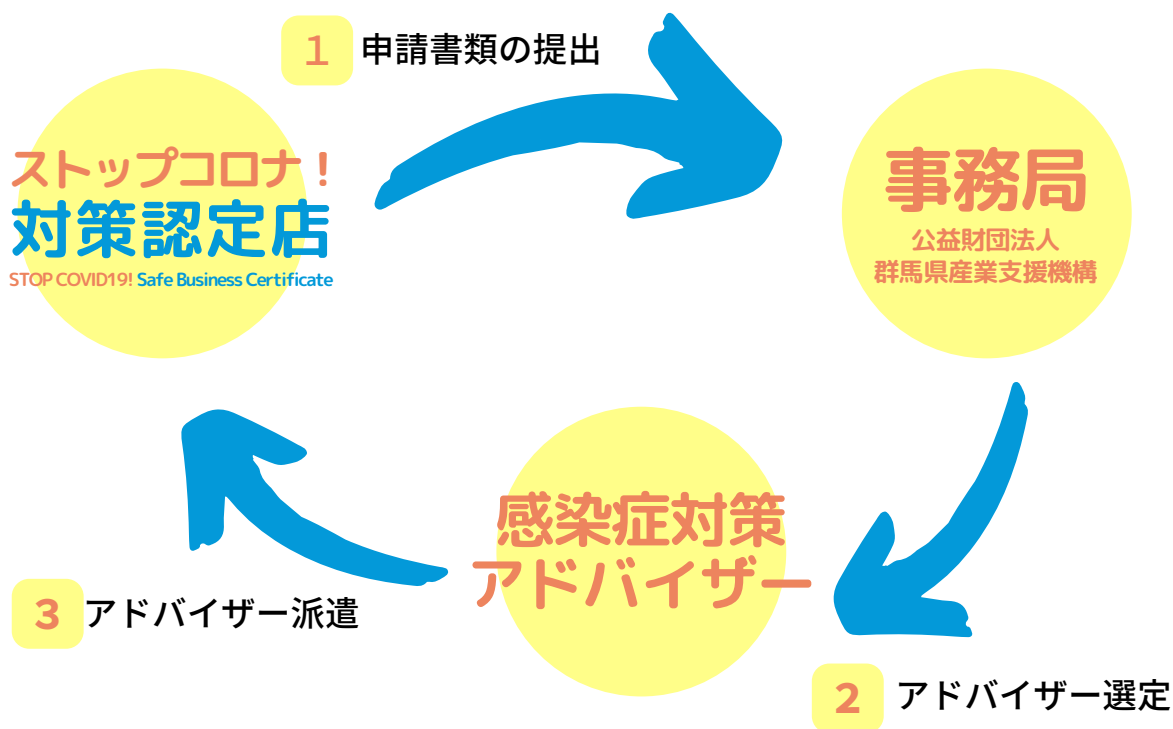 1 申請書類の提出
ストップコロナ！
対策認定店
STOP COVID19! Safe Business Certificate
事務局
公益財団法人
群馬県産業支援機構
感染症対策
アドバイザー
3 アドバイザー派遣
2 アドバイザー選定